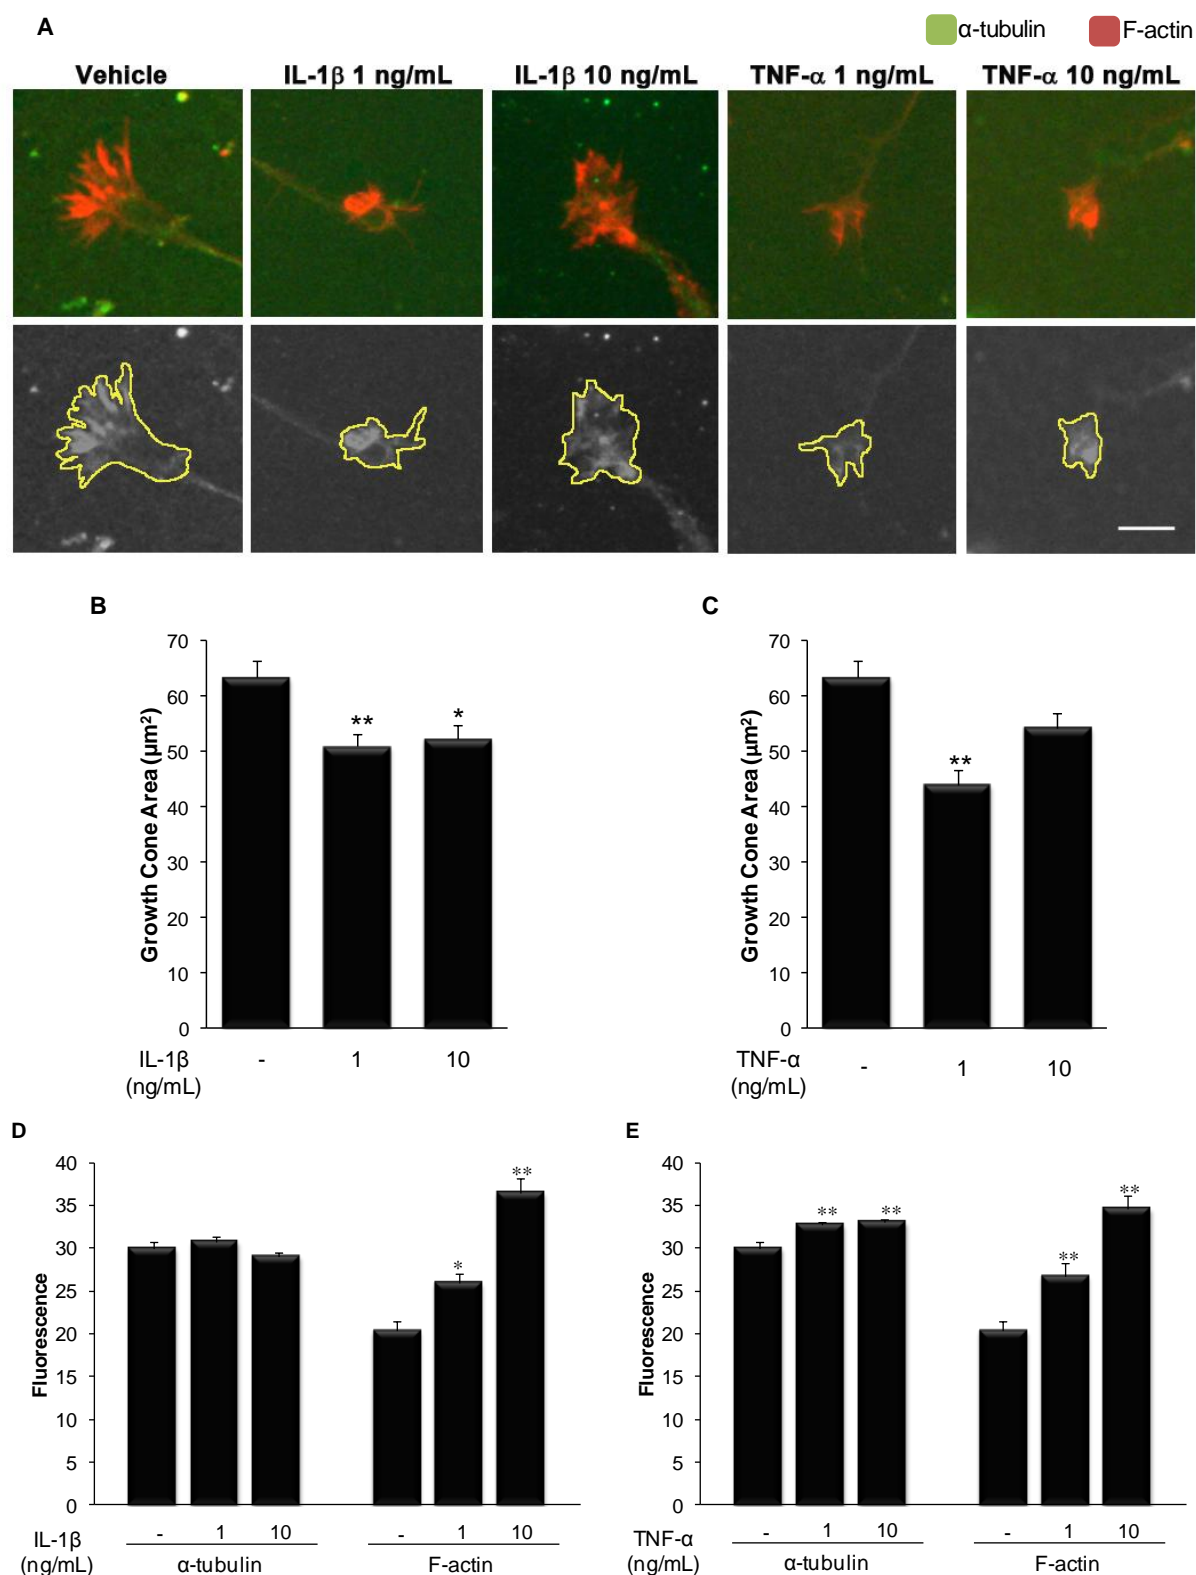 A
α-tubulin F-actin
Vehicle IL-1β 1 ng/mL IL-1β 10 ng/mL TNF-α 1 ng/mL TNF-α 10 ng/mL
B
Growth Cone Area (µm²)
70
60
50
40
30
20
10
0
** *
IL-1β (ng/mL) - 1 10
C
Growth Cone Area (µm²)
70
60
50
40
30
20
10
0
**
TNF-α (ng/mL) - 1 10
D
Fluorescence
40
35
30
25
20
15
10
5
0
* **
IL-1β (ng/mL) - 1 10 - 1 10
α-tubulin F-actin
E
Fluorescence
40
35
30
25
20
15
10
5
0
** ** ** **
TNF-α (ng/mL) - 1 10 - 1 10
α-tubulin F-actin